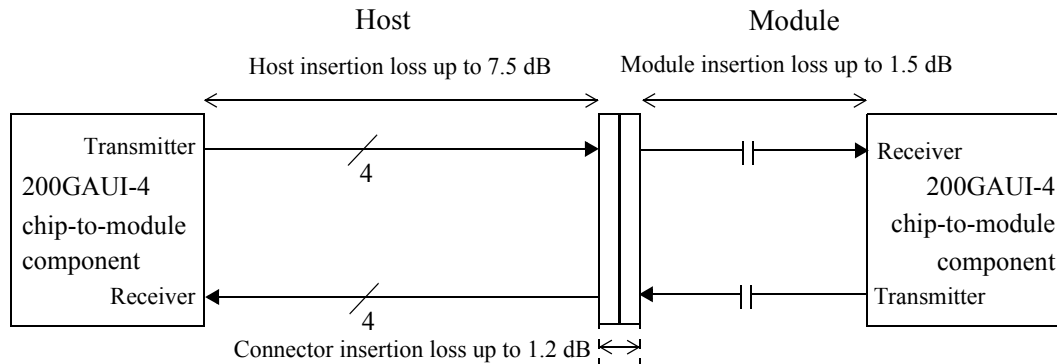 Host
Module
Host insertion loss up to 7.5 dB
Module insertion loss up to 1.5 dB
Transmitter
200GAUI-4
chip-to-module
component
Receiver
4
4
Receiver
200GAUI-4
chip-to-module
component
Transmitter
Connector insertion loss up to 1.2 dB